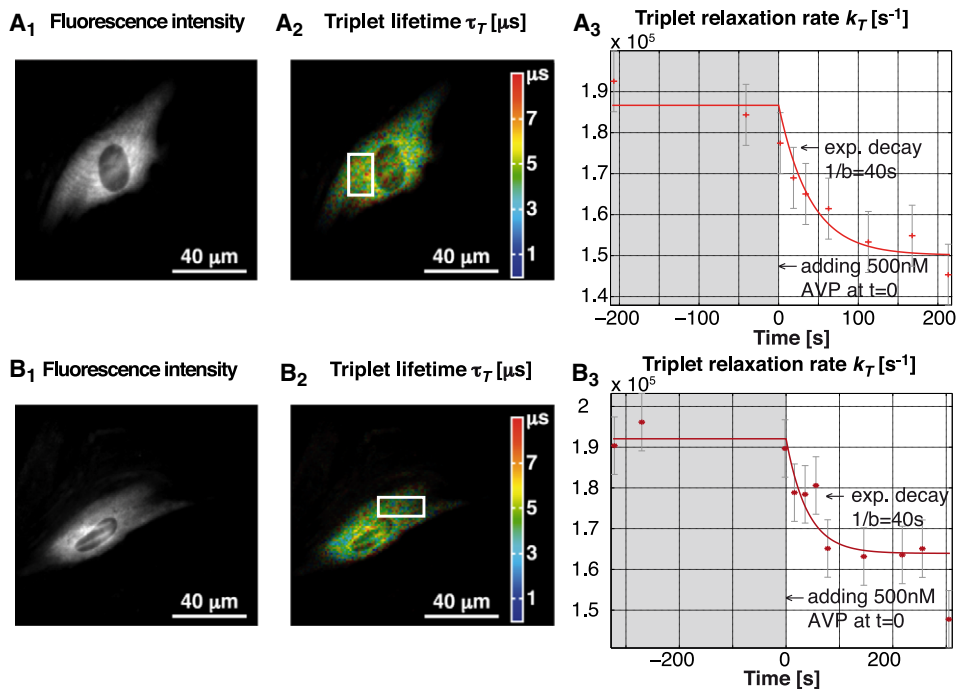 A1 Fluorescence intensity
A2 Triplet lifetime τT [μs]
A3 Triplet relaxation rate kT [s-1]
x 10^5
μs
7
5
3
1
40 μm
40 μm
1.9
1.8
1.7
1.6
1.5
1.4
exp. decay
1/b=40s
adding 500nM
AVP at t=0
−200
−100
0
100
200
Time [s]
B1 Fluorescence intensity
B2 Triplet lifetime τT [μs]
B3 Triplet relaxation rate kT [s-1]
x 10^5
μs
7
5
3
1
40 μm
40 μm
2
1.9
1.8
1.7
1.6
1.5
exp. decay
1/b=40s
adding 500nM
AVP at t=0
−200
0
200
Time [s]